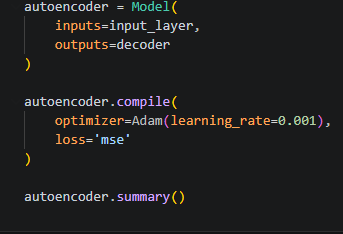 autoencoder = Model(
    inputs=input_layer,
    outputs=decoder
)
autoencoder.compile(
    optimizer=Adam(learning_rate=0.001),
    loss='mse'
)
autoencoder.summary()